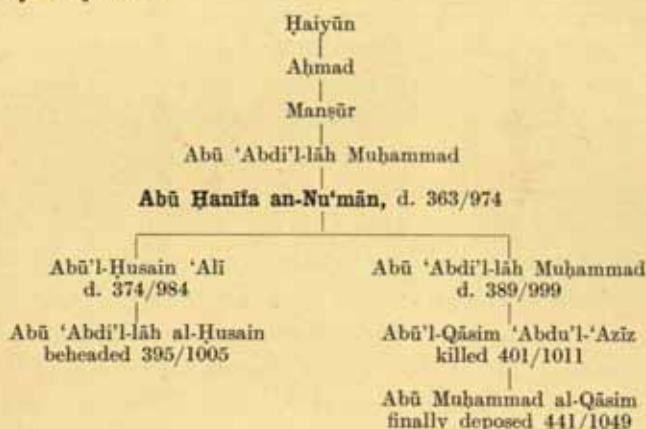 Ḥaiyūn
Aḥmad
Manṣūr
Abū ‘Abdi’l-lāh Muḥammad
Abū Ḥanīfa an-Nu‘mān, d. 363/974
Abū’l-Ḥusain ‘Alī Abū ‘Abdi’l-lāh Muḥammad
d. 374/984 d. 389/999
Abū ‘Abdi’l-lāh al-Ḥusain Abū’l-Qāsim ‘Abdu’l-‘Azīz
beheaded 395/1005 killed 401/1011
Abū Muḥammad al-Qāsim
finally deposed 441/1049